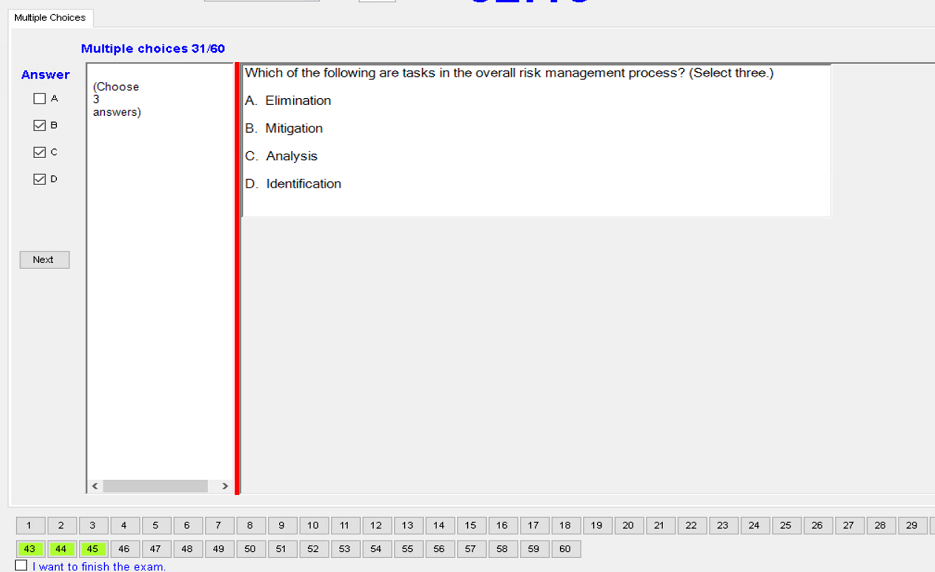 Multiple Choices
Multiple choices 31/60
Answer
A
B
C
D
Next
(Choose
3
answers)
Which of the following are tasks in the overall risk management process? (Select three.)
A. Elimination
B. Mitigation
C. Analysis
D. Identification
1 2 3 4 5 6 7 8 9 10 11 12 13 14 15 16 17 18 19 20 21 22 23 24 25 26 27 28 29
43 44 45 46 47 48 49 50 51 52 53 54 55 56 57 58 59 60
I want to finish the exam.